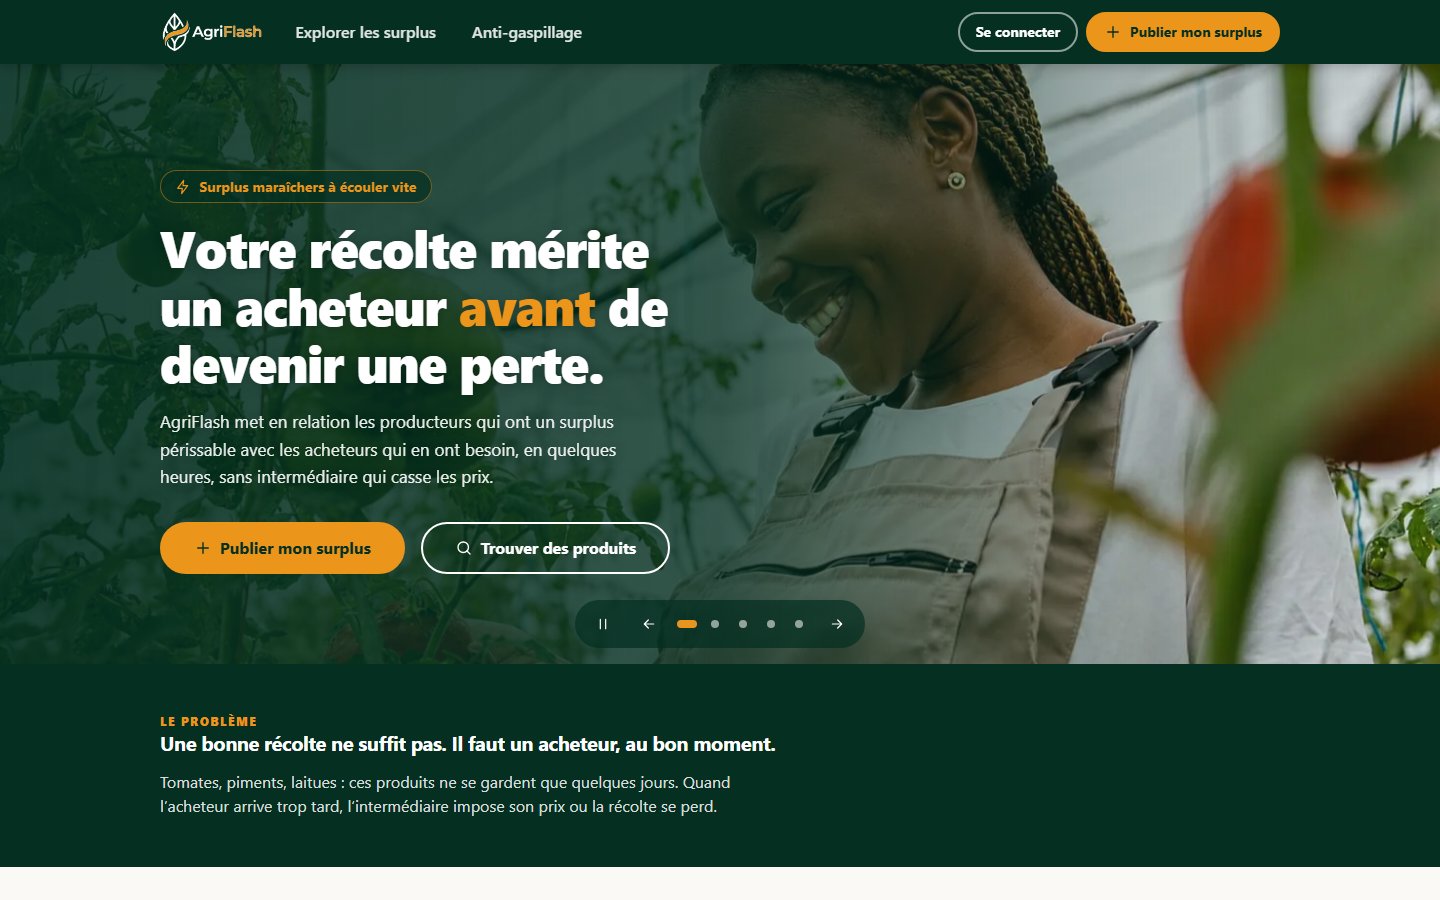 AgriFlash
Explorer les surplus
Anti-gaspillage
Se connecter
Publier mon surplus
Surplus maraîchers à écouler vite
Votre récolte mérite
un acheteur avant de
devenir une perte.
AgriFlash met en relation les producteurs qui ont un surplus
périssable avec les acheteurs qui en ont besoin, en quelques
heures, sans intermédiaire qui casse les prix.
Publier mon surplus
Trouver des produits
LE PROBLÈME
Une bonne récolte ne suffit pas. Il faut un acheteur, au bon moment.
Tomates, piments, laitues : ces produits ne se gardent que quelques jours. Quand
l'acheteur arrive trop tard, l'intermédiaire impose son prix ou la récolte se perd.